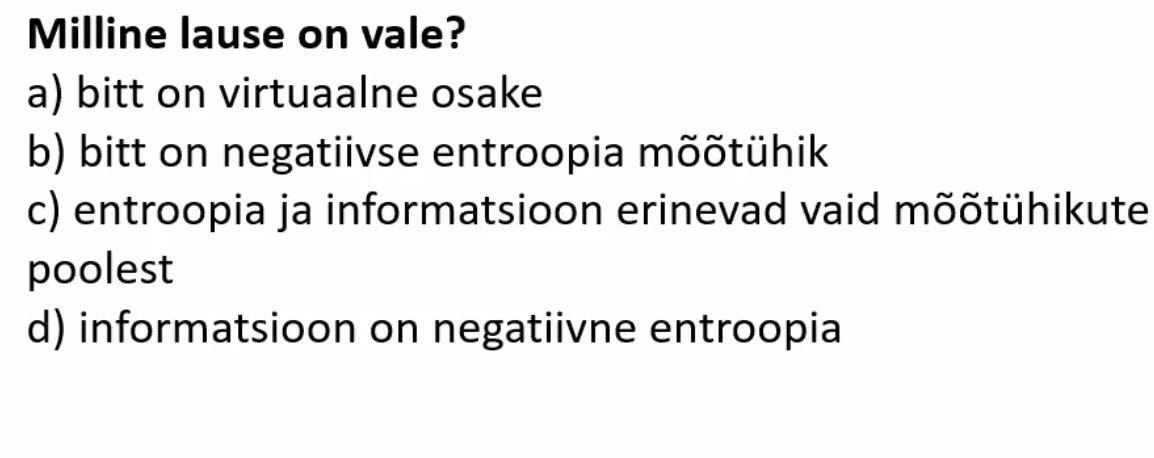 Milline lause on vale?
a) bitt on virtuaalne osake
b) bitt on negatiivse entroopia mõõtühik
c) entroopia ja informatsioon erinevad vaid mõõtühikute
poolest
d) informatsioon on negatiivne entroopia